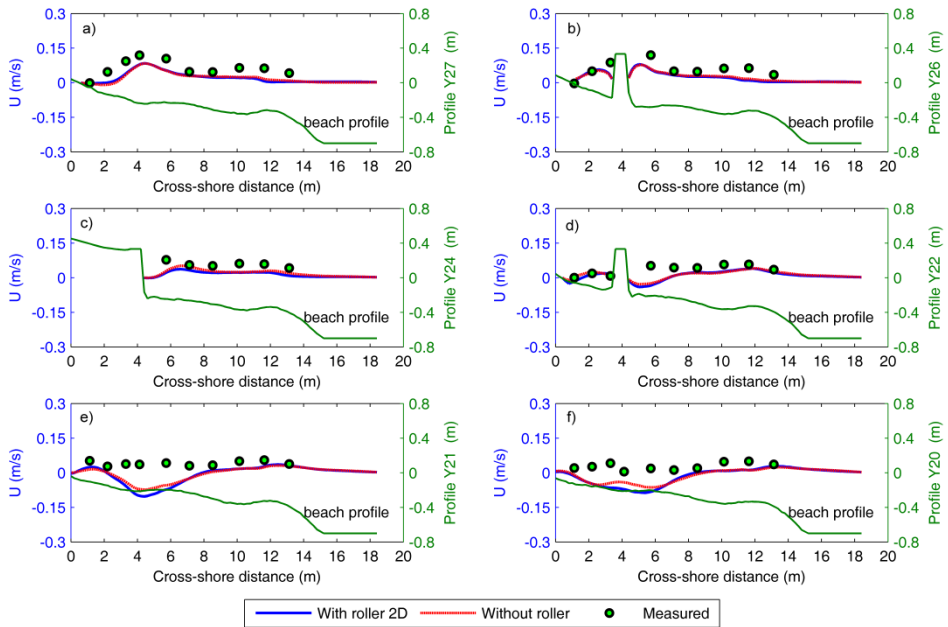 a)
0.3
0.15
0
-0.15
-0.3
U (m/s)
0.8
0.4
0
-0.4
-0.8
Profile Y27 (m)
beach profile
0 2 4 6 8 10 12 14 16 18 20
Cross-shore distance (m)
b)
0.3
0.15
0
-0.15
-0.3
U (m/s)
0.8
0.4
0
-0.4
-0.8
Profile Y26 (m)
beach profile
0 2 4 6 8 10 12 14 16 18 20
Cross-shore distance (m)
c)
0.3
0.15
0
-0.15
-0.3
U (m/s)
0.8
0.4
0
-0.4
-0.8
Profile Y24 (m)
beach profile
0 2 4 6 8 10 12 14 16 18 20
Cross-shore distance (m)
d)
0.3
0.15
0
-0.15
-0.3
U (m/s)
0.8
0.4
0
-0.4
-0.8
Profile Y22 (m)
beach profile
0 2 4 6 8 10 12 14 16 18 20
Cross-shore distance (m)
e)
0.3
0.15
0
-0.15
-0.3
U (m/s)
0.8
0.4
0
-0.4
-0.8
Profile Y21 (m)
beach profile
0 2 4 6 8 10 12 14 16 18 20
Cross-shore distance (m)
f)
0.3
0.15
0
-0.15
-0.3
U (m/s)
0.8
0.4
0
-0.4
-0.8
Profile Y20 (m)
beach profile
0 2 4 6 8 10 12 14 16 18 20
Cross-shore distance (m)
With roller 2D Without roller Measured